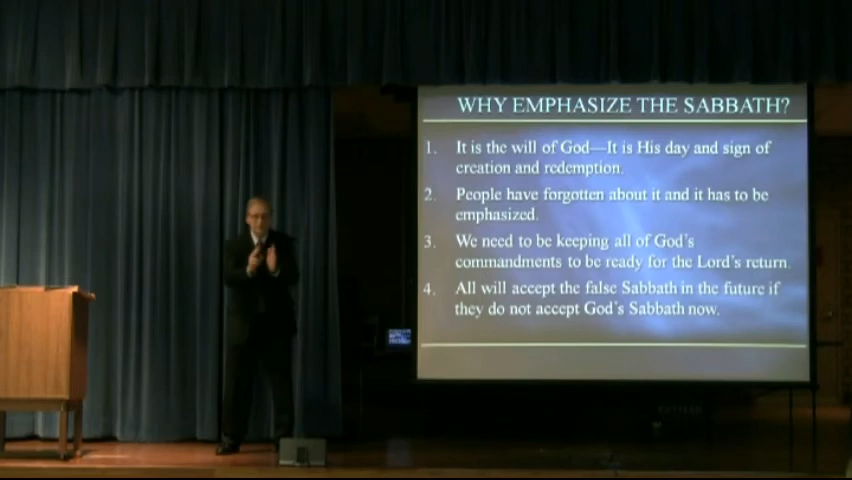 WHY EMPHASIZE THE SABBATH?
1. It is the will of God—It is His day and sign of
creation and redemption.
2. People have forgotten about it and it has to be
emphasized.
3. We need to be keeping all of God's
commandments to be ready for the Lord's return.
4. All will accept the false Sabbath in the future if
they do not accept God's Sabbath now.